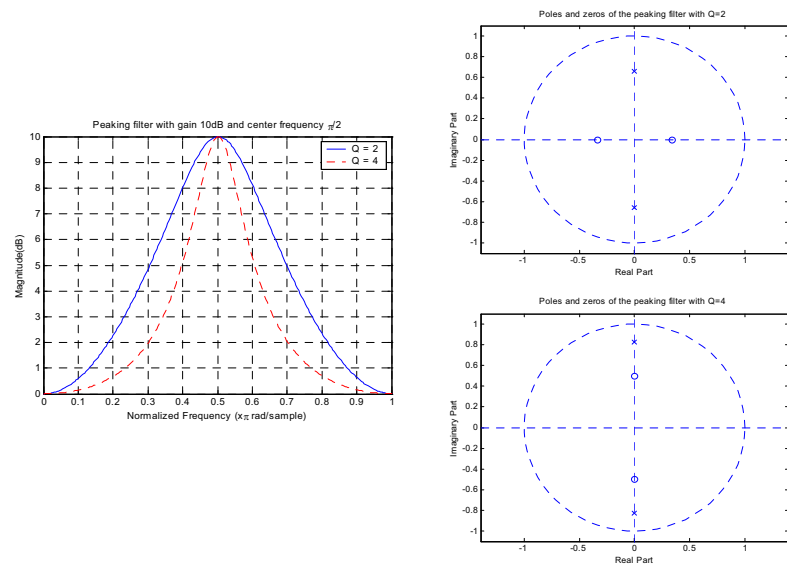 Peaking filter with gain 10dB and center frequency π/2
Magnitude(dB)
10
9
8
7
6
5
4
3
2
1
0
Q = 2
Q = 4
0 0.1 0.2 0.3 0.4 0.5 0.6 0.7 0.8 0.9 1
Normalized Frequency (xπ rad/sample)
Poles and zeros of the peaking filter with Q=2
Imaginary Part
1
0.8
0.6
0.4
0.2
0
-0.2
-0.4
-0.6
-0.8
-1
-1 -0.5 0 0.5 1
Real Part
Poles and zeros of the peaking filter with Q=4
Imaginary Part
1
0.8
0.6
0.4
0.2
0
-0.2
-0.4
-0.6
-0.8
-1
-1 -0.5 0 0.5 1
Real Part